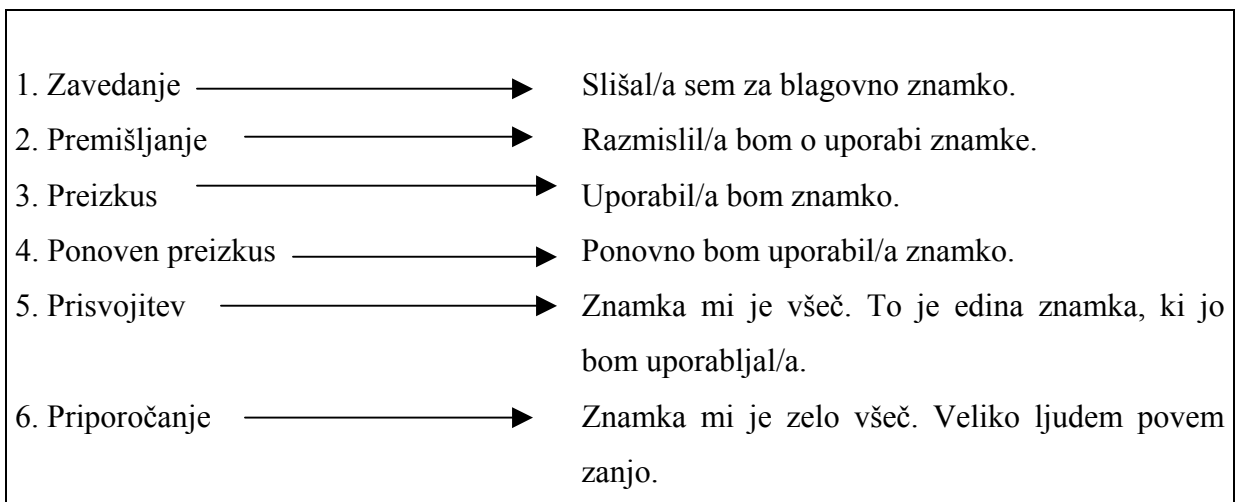 1. Zavedanje Slišal/a sem za blagovno znamko.
2. Premišljanje Razmislil/a bom o uporabi znamke.
3. Preizkus Uporabil/a bom znamko.
4. Ponoven preizkus Ponovno bom uporabil/a znamko.
5. Prisvojitev Znamka mi je všeč. To je edina znamka, ki jo
bom uporabljal/a.
6. Priporočanje Znamka mi je zelo všeč. Veliko ljudem povem
zanjo.